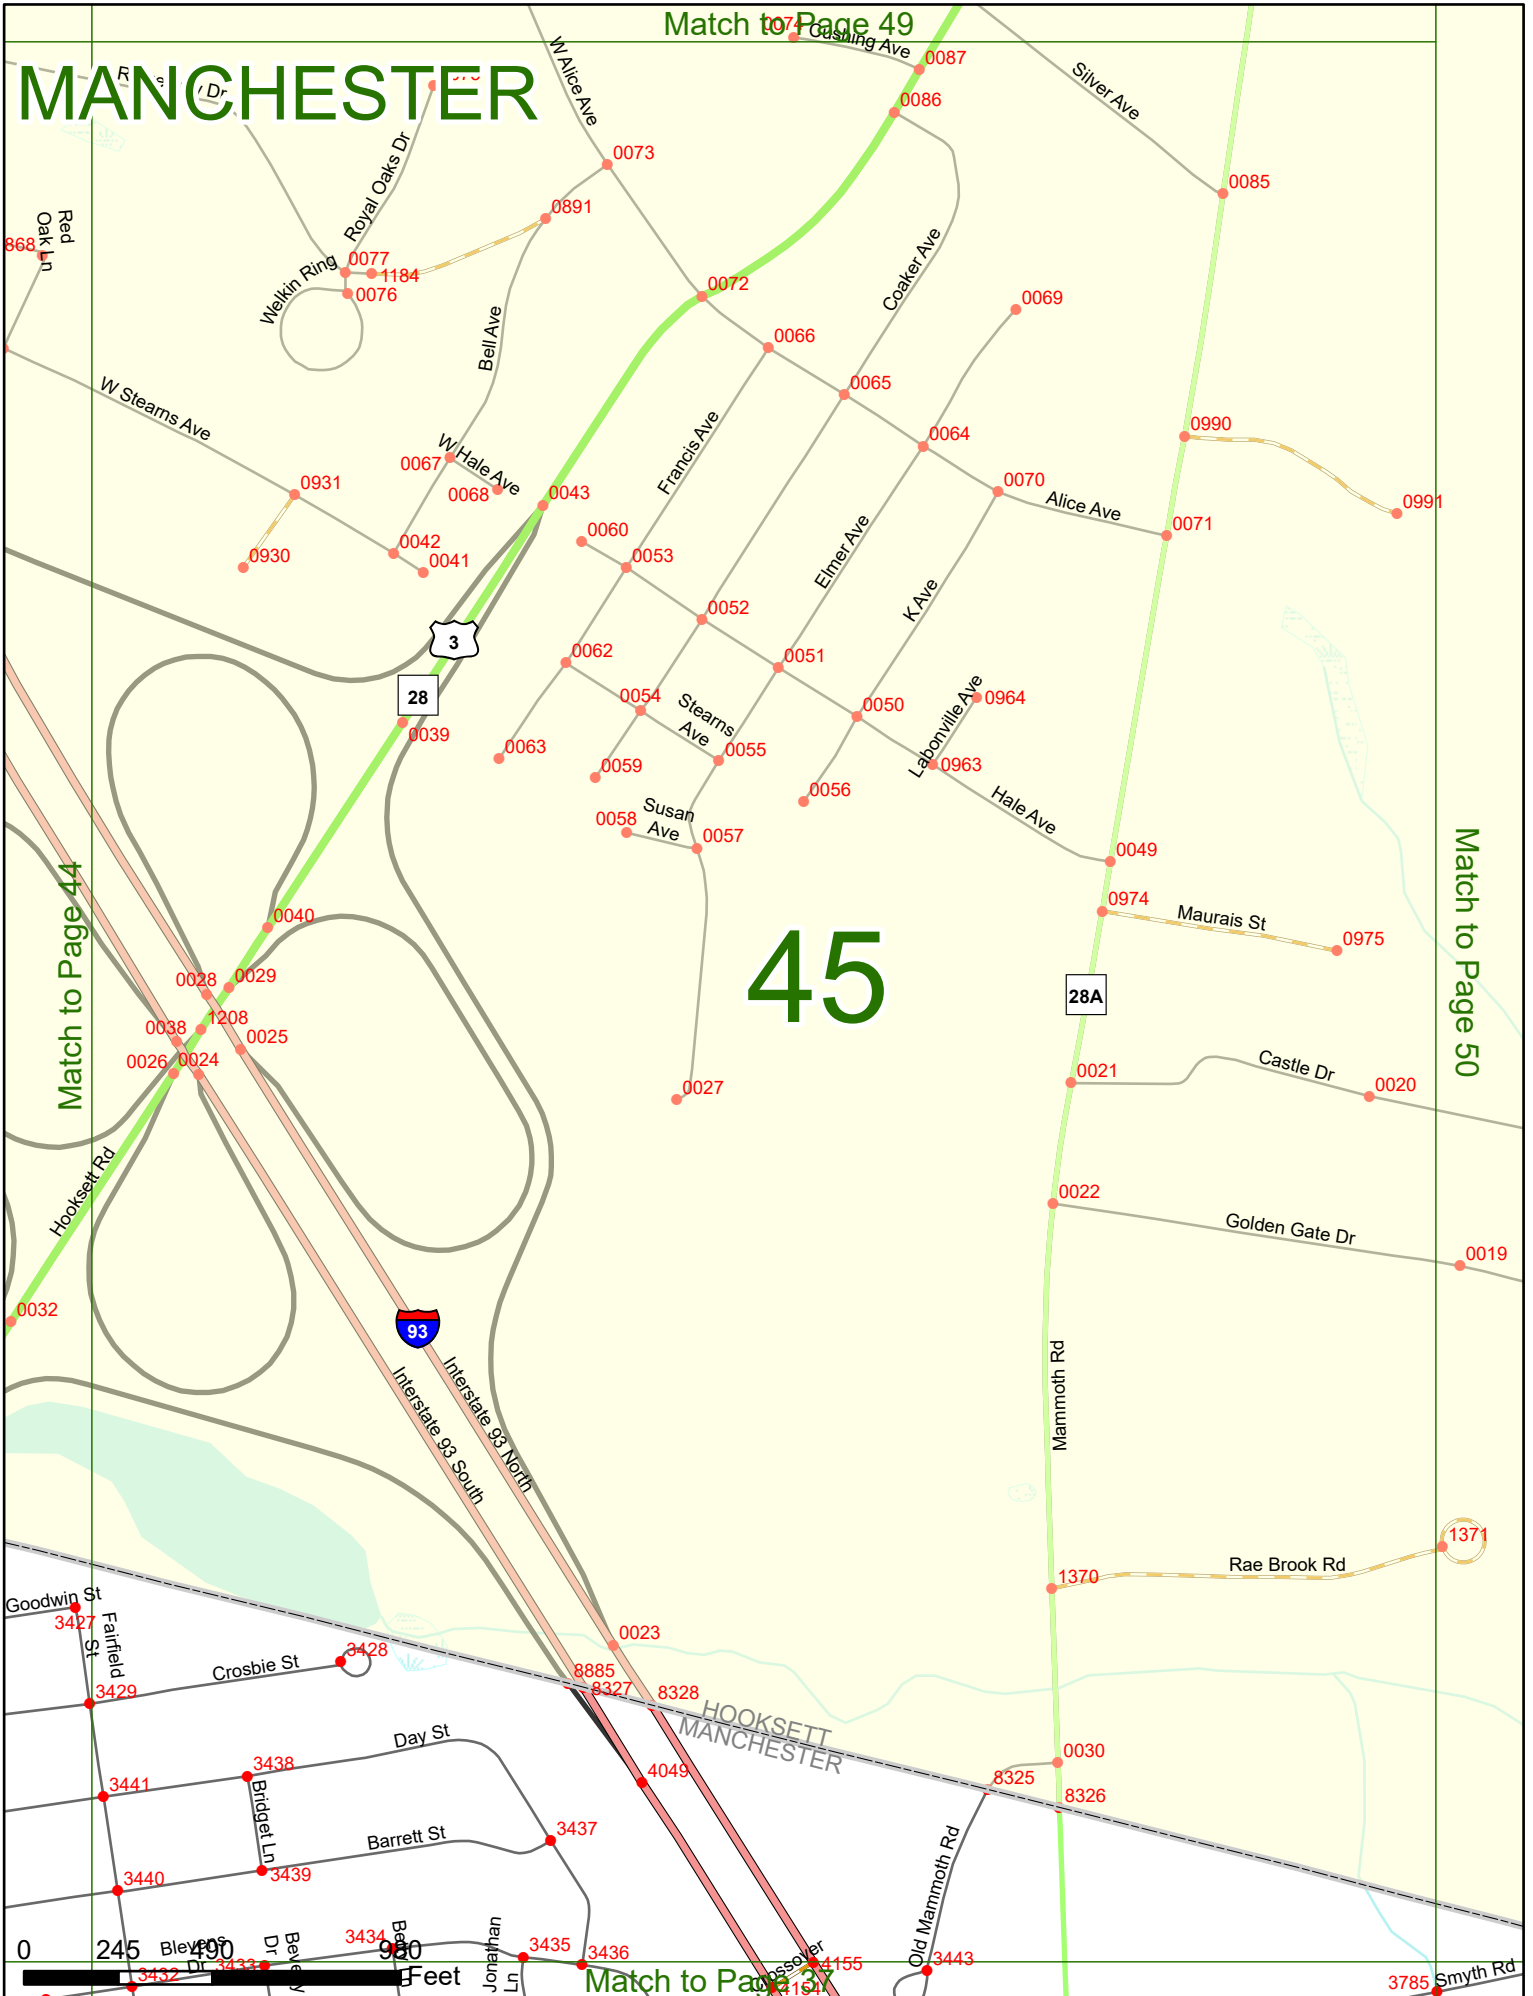 Match to Page 49
MANCHESTER
0074
Cushing Ave
0087
0086
W Alice Ave
Silver Ave
0073
Royal Oaks Dr
0085
0891
Red
Oak Ln
868
0077
1184
Welkin Ring
0076
0072
Coaker Ave
0069
Bell Ave
0066
0065
W Stearns Ave
0064
0990
Francis Ave
W Hale Ave
0067
0068
0931
0043
0070
Alice Ave
0991
0071
0060
0042
0041
0053
0930
Elmer Ave
K Ave
0052
3
0062
0051
28
0054
Stearns
Ave
0050
Labonville Ave
0964
0039
0063
0059
0055
0963
0056
Hale Ave
Susan
Ave
0058
0057
0049
Match to Page 44
Match to Page 50
0974
Maurais St
0975
0040
45
0028
0029
28A
1208
0038
0025
0026
0024
0021
Castle Dr
0020
0027
Hooksett Rd
0022
Golden Gate Dr
0019
0032
93
Interstate 93 South
Interstate 93 North
Mammoth Rd
1371
Rae Brook Rd
1370
Goodwin St
3427
Fairfield
St
0023
3428
Crosbie St
8885
8327
8328
3429
HOOKSETT
MANCHESTER
Day St
0030
3438
4049
8325
3441
Bridget Ln
8326
3437
Barrett St
3439
3440
Old Mammoth Rd
3434
Jonathan
Ln
3435
3436
0 245 490 980
Feet
Blevens
Dr
3433
3432
Beverly
Dr
Crossover
4155
4154
3443
Match to Page 37
3785
Smyth Rd